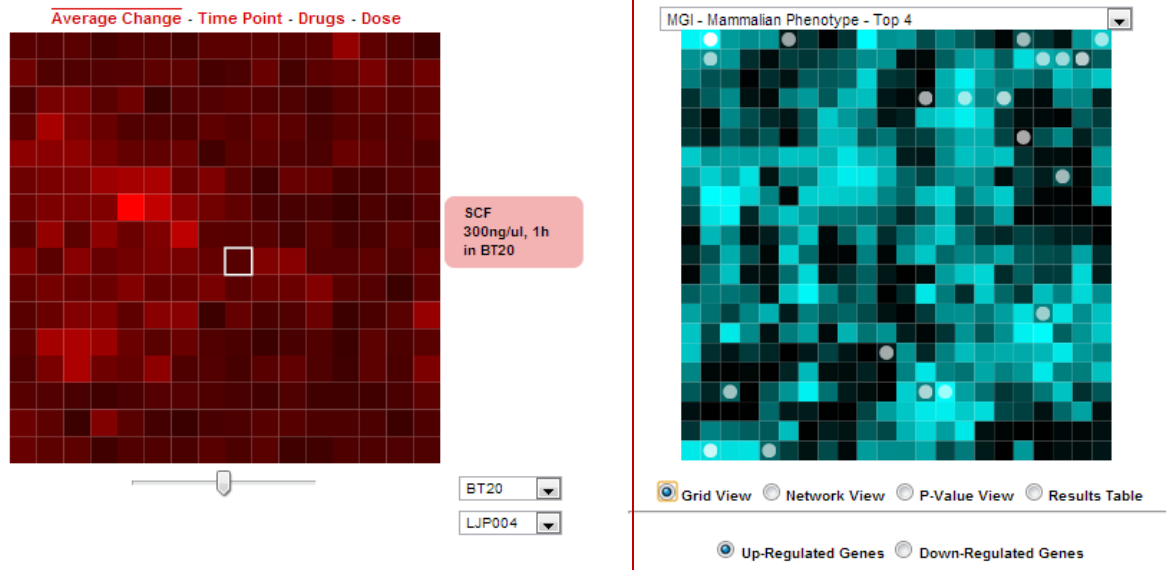 Average Change - Time Point - Drugs - Dose
SCF
300ng/ul, 1h
in BT20
BT20
LJP004
MGI - Mammalian Phenotype - Top 4
Grid View Network View P-Value View Results Table
Up-Regulated Genes Down-Regulated Genes